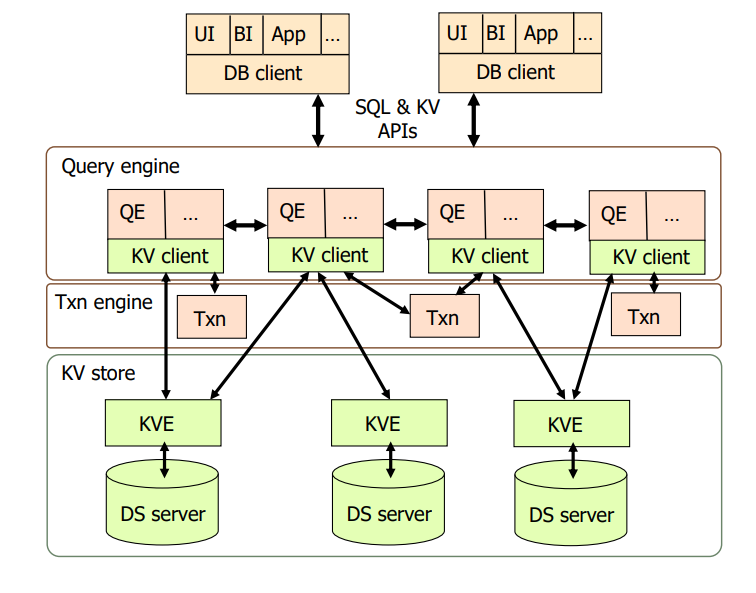 UI BI App ... UI BI App ...
DB client DB client
SQL & KV
APIs
Query engine
QE ... QE ... QE ... QE ...
KV client KV client KV client KV client
Txn engine
Txn Txn Txn
KV store
KVE KVE KVE
DS server DS server DS server